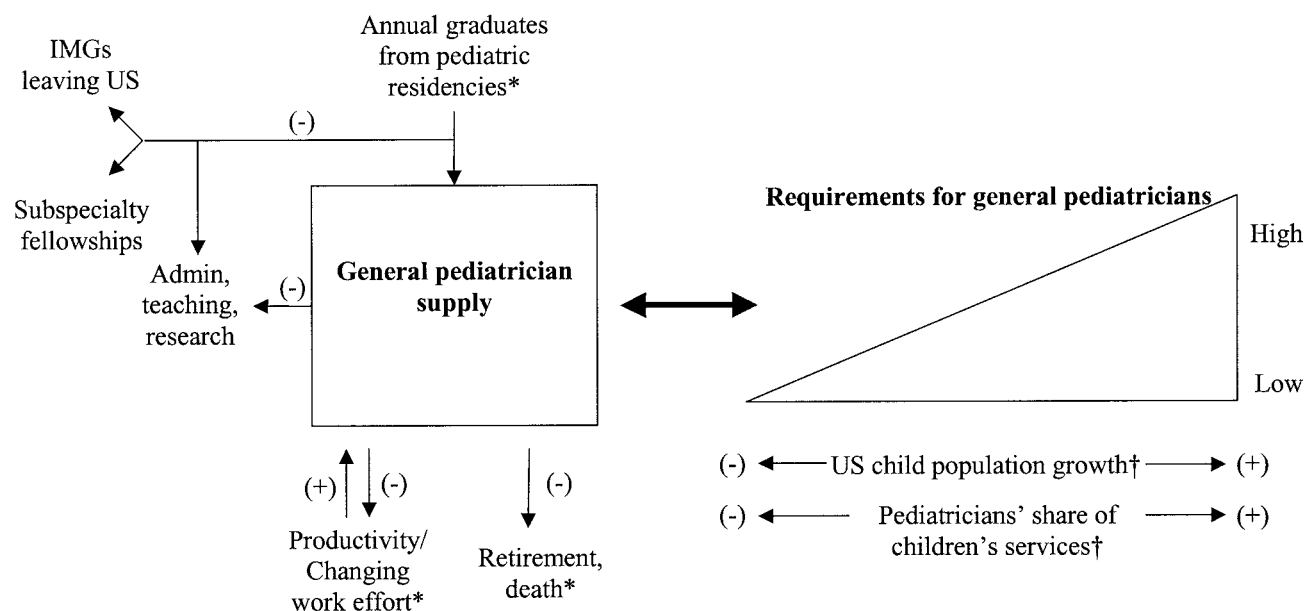 IMGs
leaving US
Annual graduates
from pediatric
residencies*
(-)
Subspecialty
fellowships
Admin,
teaching,
research
(-)
General pediatrician
supply
Requirements for general pediatricians
High
Low
(+)
(-)
(-)
Productivity/
Changing
work effort*
Retirement,
death*
(-) US child population growth† (+)
(-) Pediatricians' share of (+)
children's services†